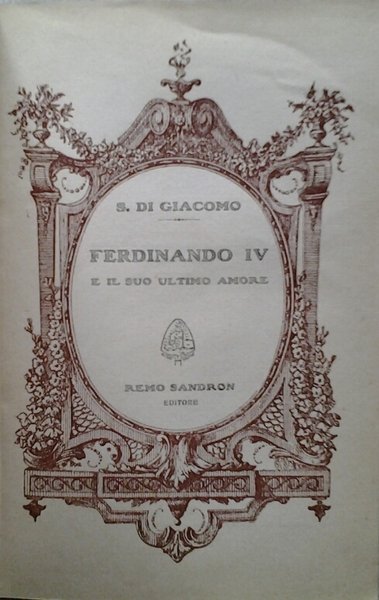 S. DI GIACOMO
FERDINANDO IV
E IL SUO ULTIMO AMORE
REMO SANDRON
EDITORE